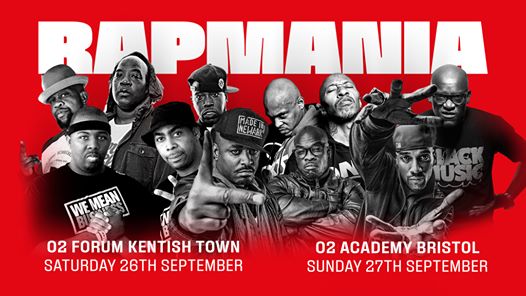 RAPMANIA
MADE IN
NEWARK
WE MEAN
BLACK
MUSIC
O2 FORUM KENTISH TOWN
SATURDAY 26TH SEPTEMBER
O2 ACADEMY BRISTOL
SUNDAY 27TH SEPTEMBER